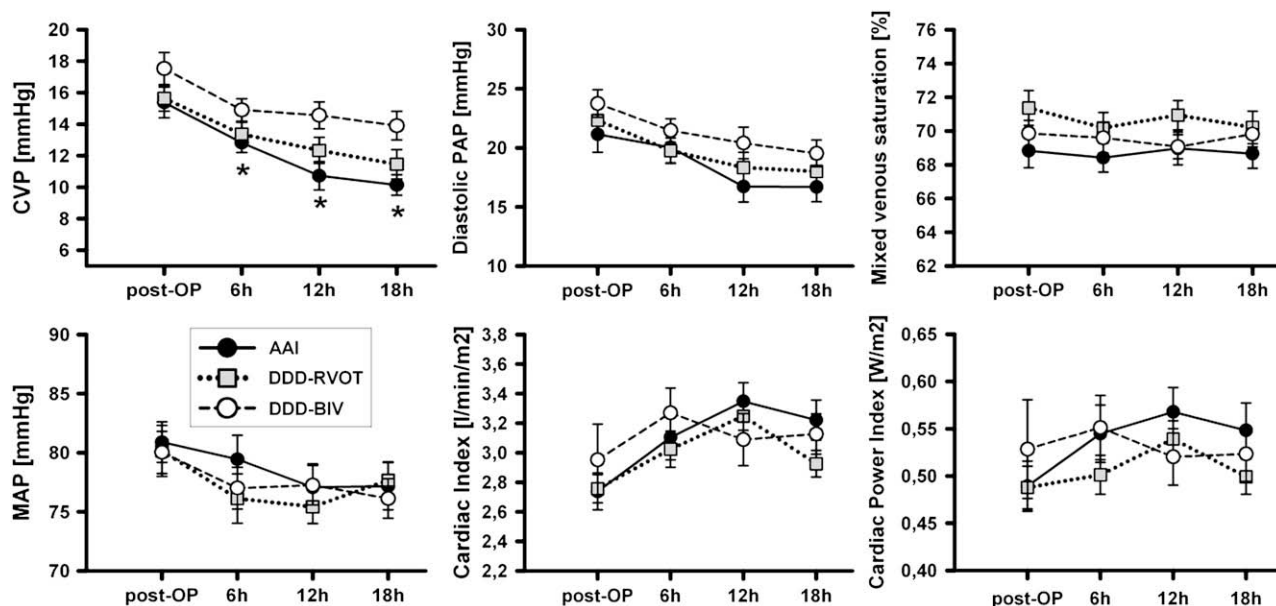 CVP [mmHg]
20
18
16
14
12
10
8
6
*
*
*
post-OP 6h 12h 18h
Diastolic PAP [mmHg]
30
25
20
15
10
post-OP 6h 12h 18h
Mixed venous saturation [%]
76
74
72
70
68
66
64
62
post-OP 6h 12h 18h
MAP [mmHg]
90
85
80
75
70
AAI
DDD-RVOT
DDD-BIV
post-OP 6h 12h 18h
Cardiac Index [l/min/m2]
3,8
3,6
3,4
3,2
3,0
2,8
2,6
2,4
2,2
post-OP 6h 12h 18h
Cardiac Power Index [W/m2]
0,65
0,60
0,55
0,50
0,45
0,40
post-OP 6h 12h 18h